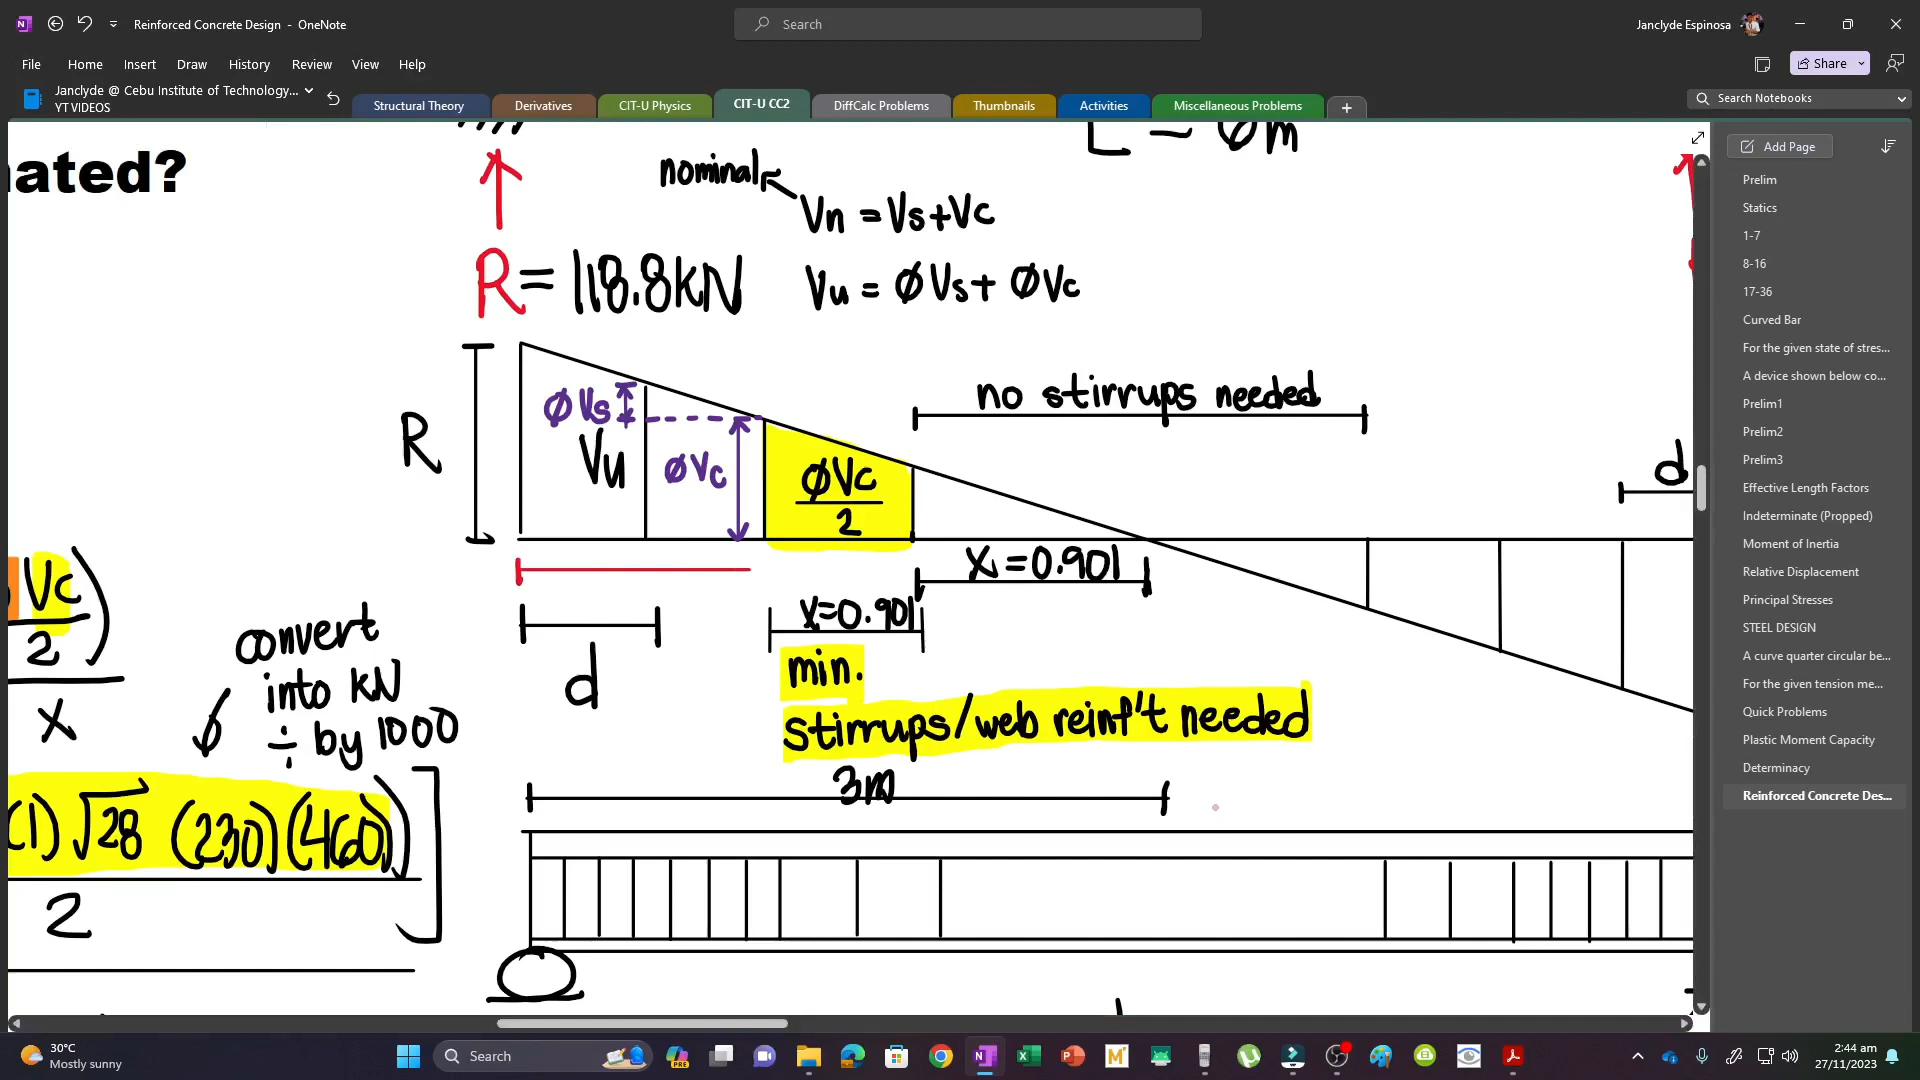 Reinforced Concrete Design - OneNote
Search
Janclyde Espinosa
File Home Insert Draw History Review View Help
Share
Janclyde @ Cebu Institute of Technology...
YT VIDEOS
Structural Theory Derivatives CIT-U Physics CIT-U CC2 DiffCalc Problems Thumbnails Activities Miscellaneous Problems +
Search Notebooks
Add Page
Prelim
Statics
1-7
8-16
17-36
Curved Bar
For the given state of stres...
A device shown below co...
Prelim1
Prelim2
Prelim3
Effective Length Factors
Indeterminate (Propped)
Moment of Inertia
Relative Displacement
Principal Stresses
STEEL DESIGN
A curve quarter circular be...
For the given tension me...
Quick Problems
Plastic Moment Capacity
Determinacy
Reinforced Concrete Des...
nated?
nominal
Vn = Vs+Vc
R = 118.8kN
Vu = ØVs + ØVc
R
ØVs
Vu
ØVc
ØVc
2
no stirrups needed
d
x=0.901
x=0.901
d
min.
stirrups/web reinf't needed
3m
Vc)
2
x
convert
into kN
÷ by 1000
(1) √28 (230)(460))
2
]
30°C
Mostly sunny
Search
PRE
2:44 am
27/11/2023